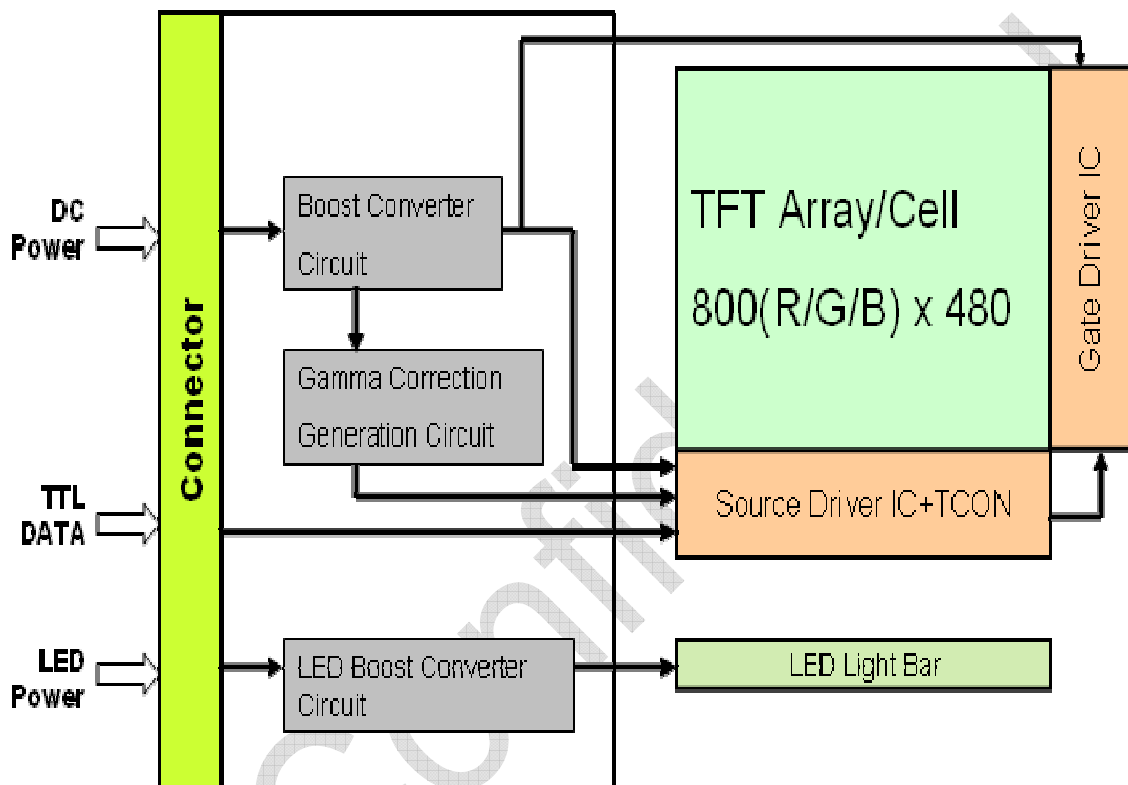 DC
Power
TTL
DATA
LED
Power
Connector
Boost Converter
Circuit
Gamma Correction
Generation Circuit
LED Boost Converter
Circuit
TFT Array/Cell
800(R/G/B) x 480
Gate Driver IC
Source Driver IC+TCON
LED Light Bar
Confid